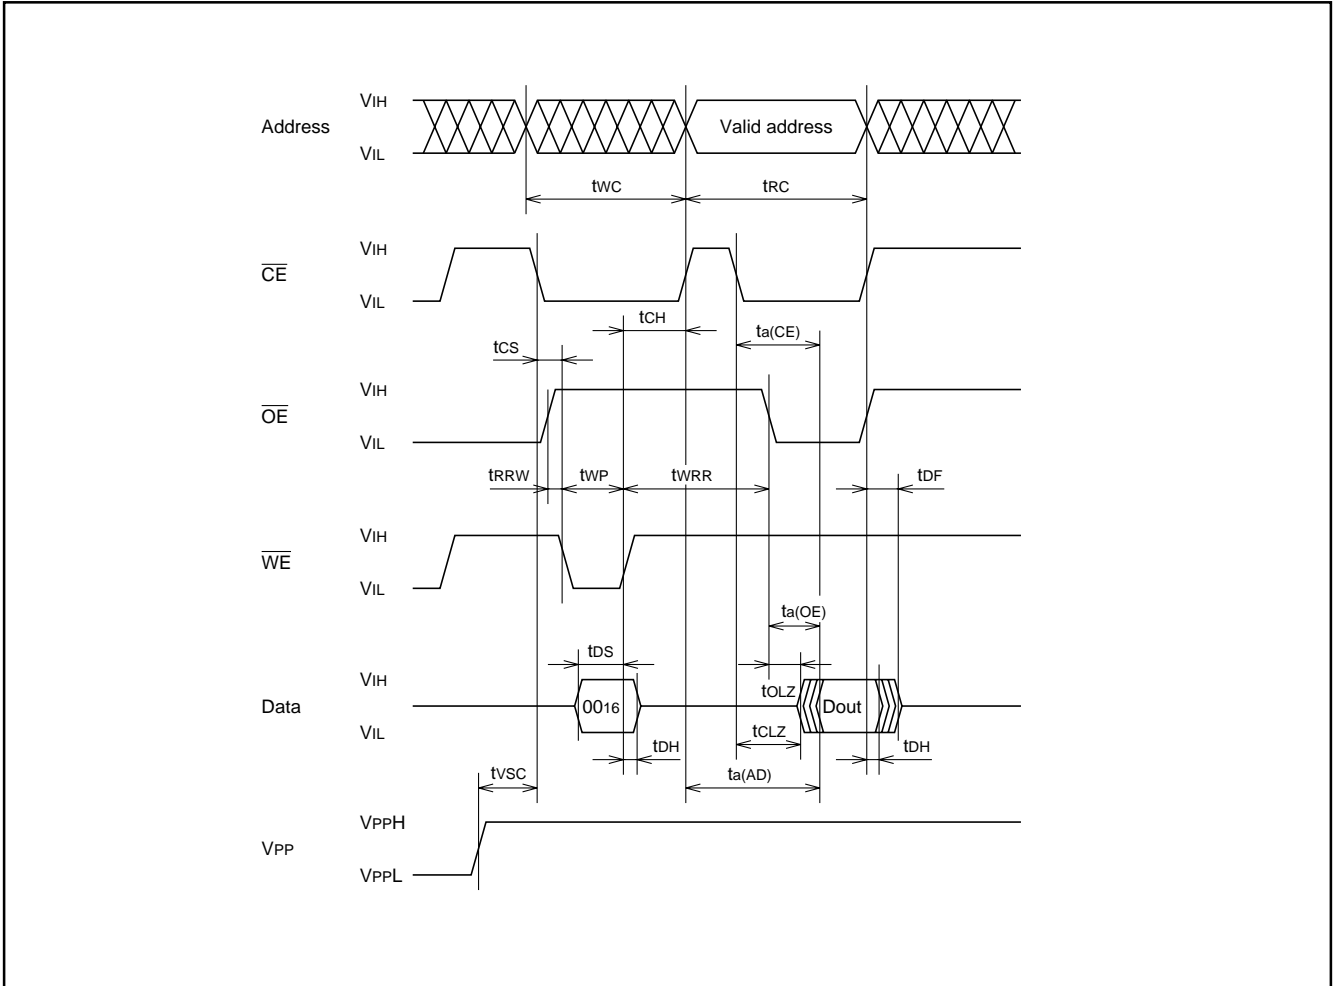 VIH
Address
Valid address
VIL
tWC
tRC
VIH
CE
VIL
tCH
ta(CE)
tCS
VIH
OE
VIL
tRRW
tWP
tWRR
tDF
VIH
WE
VIL
ta(OE)
tDS
VIH
tOLZ
Data
0016
Dout
VIL
tCLZ
tDH
tDH
tVSC
ta(AD)
VPPH
VPP
VPPL